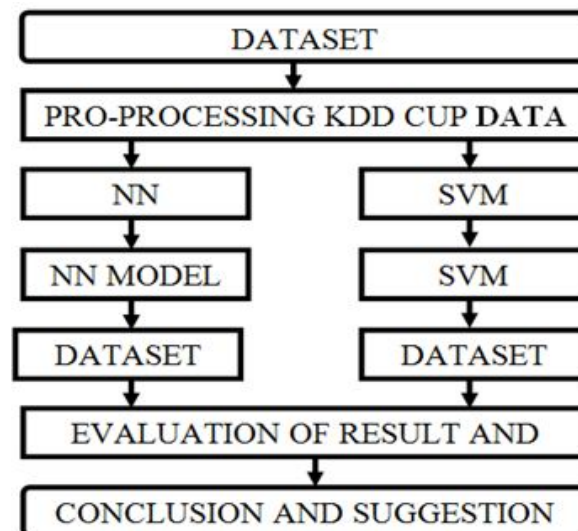 DATASET
PRO-PROCESSING KDD CUP DATA
NN
SVM
NN MODEL
SVM
DATASET
DATASET
EVALUATION OF RESULT AND
CONCLUSION AND SUGGESTION